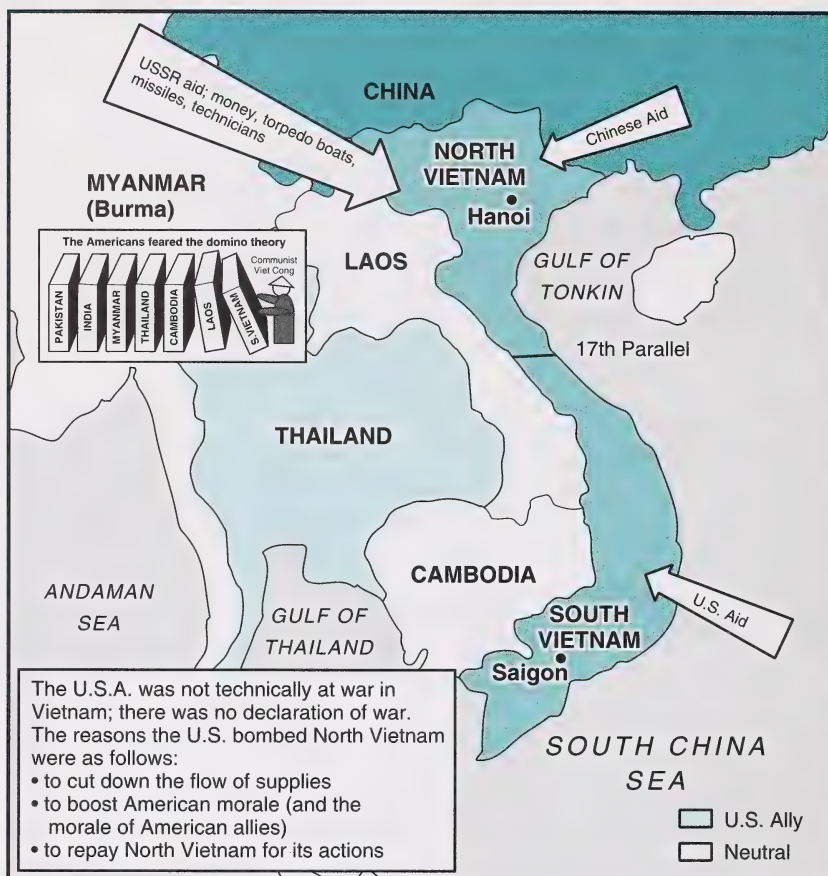 USSR aid; money, torpedo boats,
missiles, technicians
CHINA
Chinese Aid
NORTH
VIETNAM
Hanoi
MYANMAR
(Burma)
The Americans feared the domino theory
Communist
Viet Cong
PAKISTAN
INDIA
MYANMAR
THAILAND
CAMBODIA
LAOS
S.VIETNAM
LAOS
GULF OF
TONKIN
17th Parallel
THAILAND
CAMBODIA
ANDAMAN
SEA
GULF OF
THAILAND
U.S. Aid
SOUTH
VIETNAM
Saigon
The U.S.A. was not technically at war in
Vietnam; there was no declaration of war.
The reasons the U.S. bombed North Vietnam
were as follows:
• to cut down the flow of supplies
• to boost American morale (and the
morale of American allies)
• to repay North Vietnam for its actions
SOUTH CHINA
SEA
U.S. Ally
Neutral